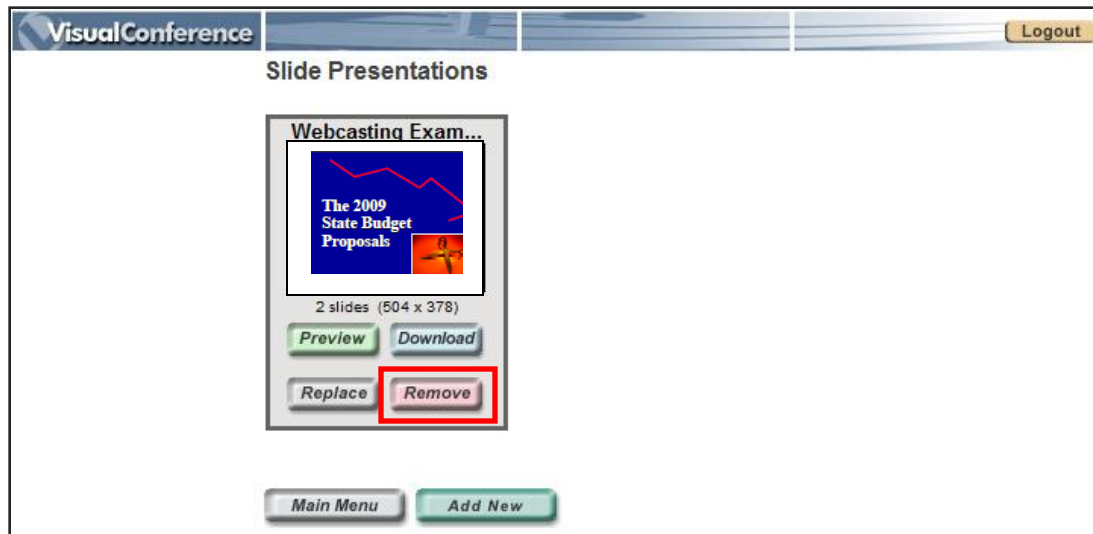 VisualConference
Logout
Slide Presentations
Webcasting Exam...
The 2009
State Budget
Proposals
2 slides (504 x 378)
Preview Download
Replace Remove
Main Menu Add New